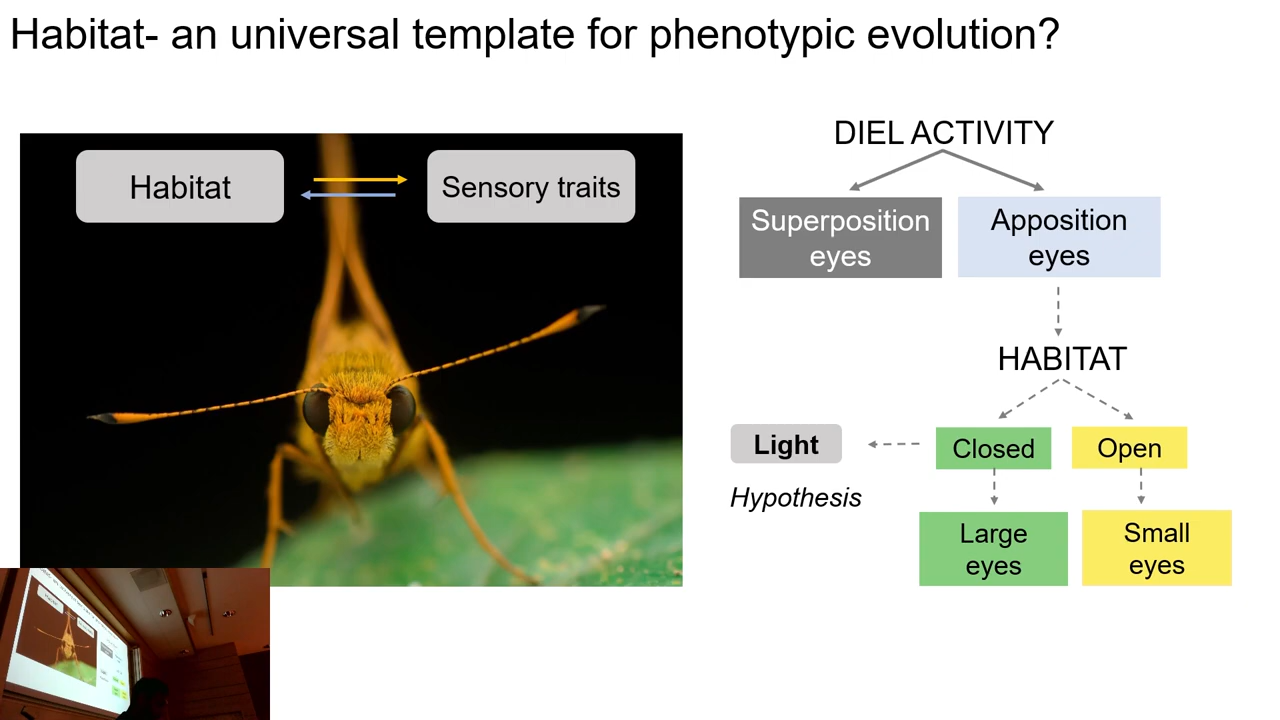 Habitat- an universal template for phenotypic evolution?
Habitat
Sensory traits
DIEL ACTIVITY
Superposition
eyes
Apposition
eyes
HABITAT
Light
Closed
Open
Hypothesis
Large
eyes
Small
eyes